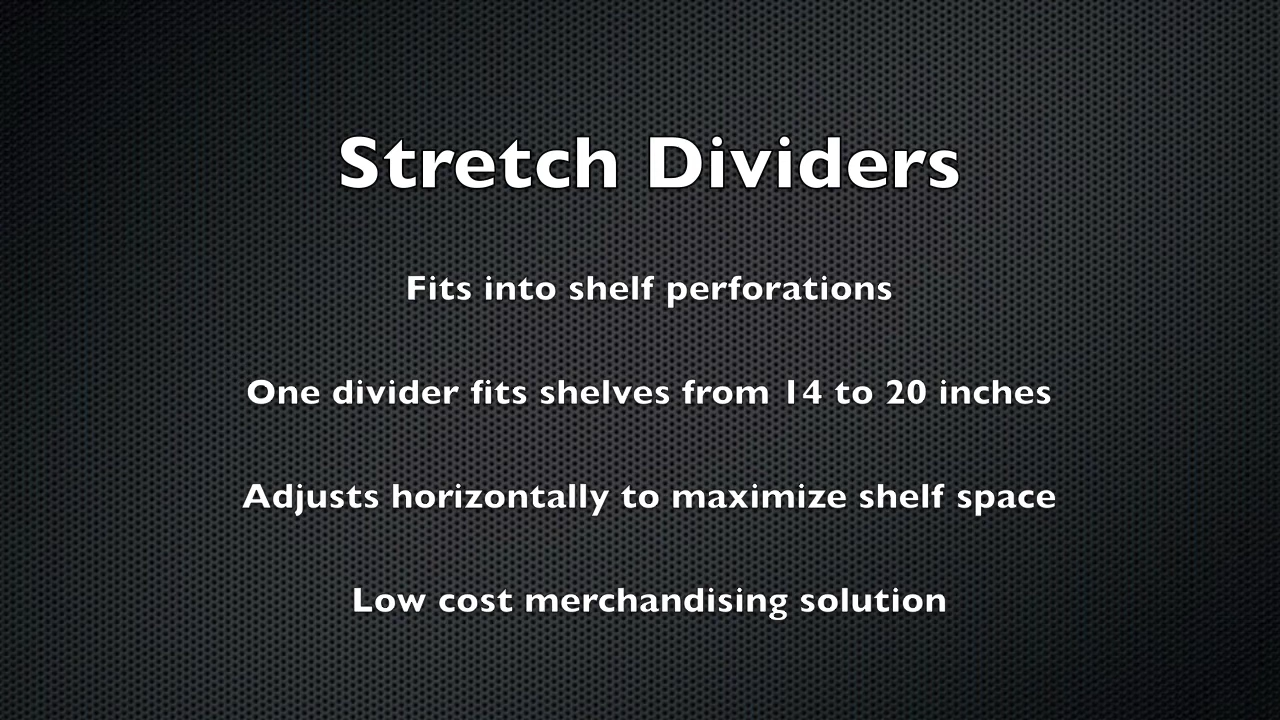 Stretch Dividers
Fits into shelf perforations
One divider fits shelves from 14 to 20 inches
Adjusts horizontally to maximize shelf space
Low cost merchandising solution